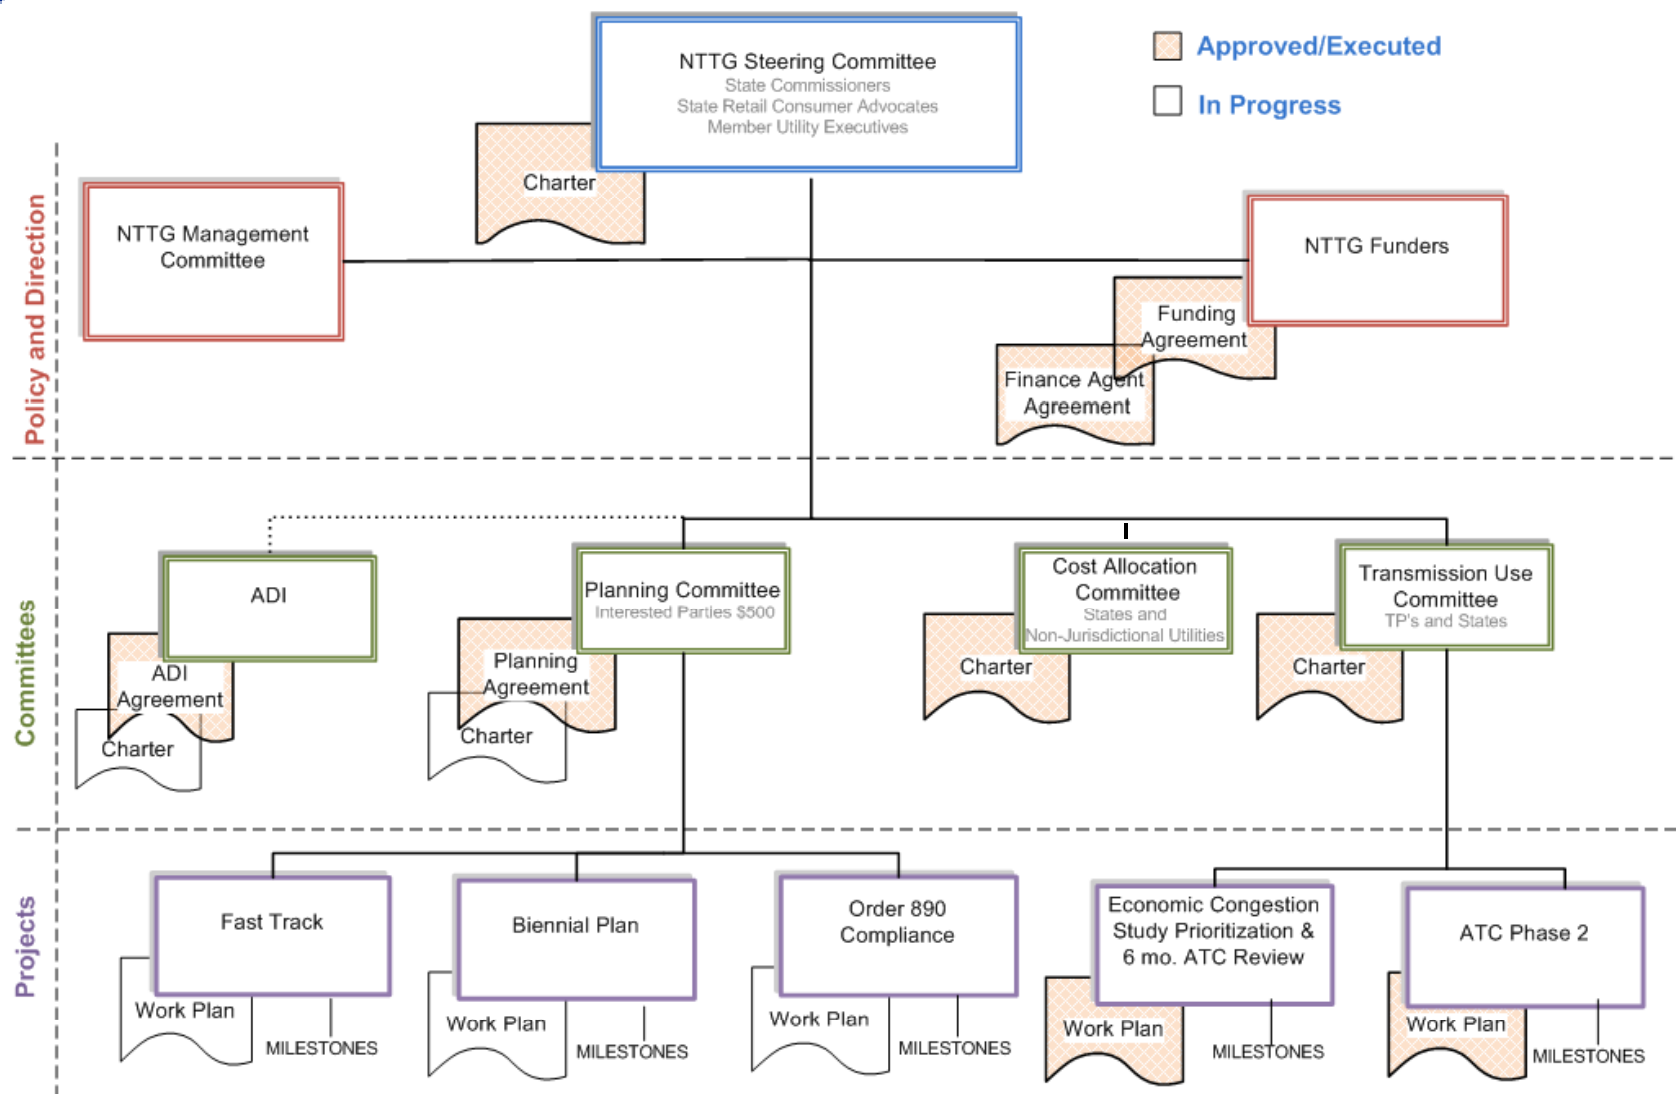 NTTG Steering Committee
State Commissioners
State Retail Consumer Advocates
Member Utility Executives
Approved/Executed
In Progress
Charter
NTTG Management
Committee
NTTG Funders
Funding
Agreement
Finance Agent
Agreement
Policy and Direction
ADI
Planning Committee
Interested Parties $500
Cost Allocation
Committee
States and
Non-Jurisdictional Utilities
Transmission Use
Committee
TP's and States
ADI
Agreement
Charter
Planning
Agreement
Charter
Charter
Charter
Committees
Fast Track
Biennial Plan
Order 890
Compliance
Economic Congestion
Study Prioritization &
6 mo. ATC Review
ATC Phase 2
Work Plan
MILESTONES
Work Plan
MILESTONES
Work Plan
MILESTONES
Work Plan
MILESTONES
Work Plan
MILESTONES
Projects